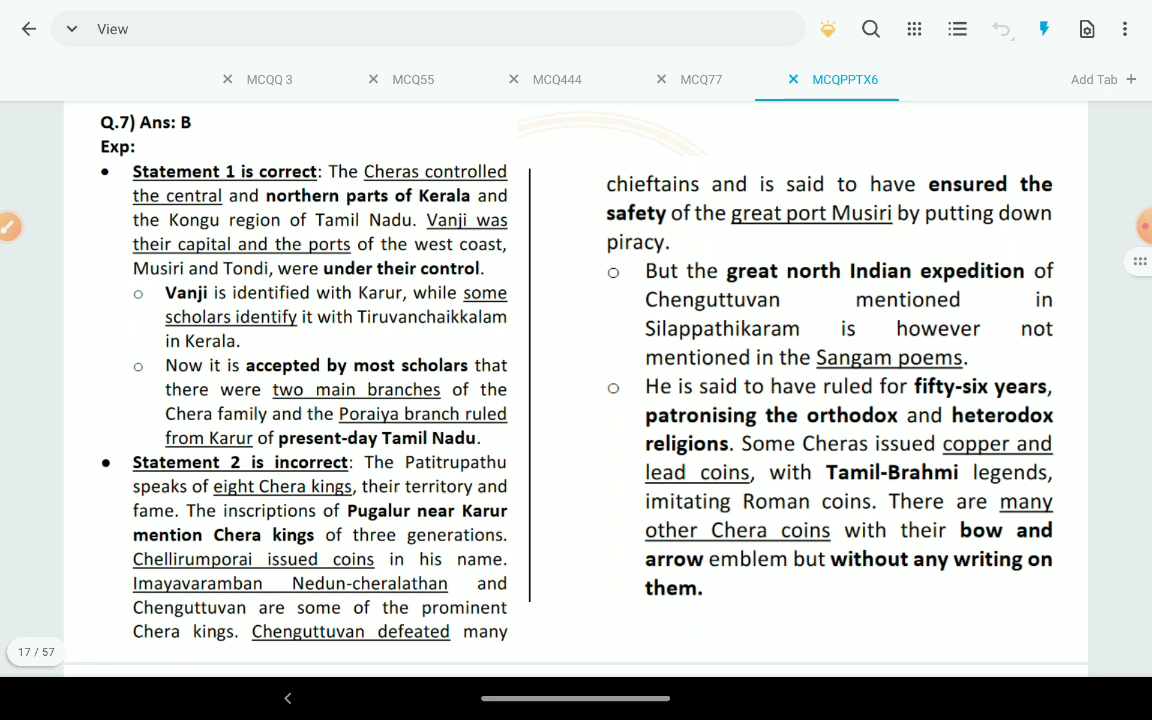 View
MCQQ 3
MCQ55
MCQ444
MCQ77
MCQPPTX6
Add Tab +
Q.7) Ans: B
Exp:
• Statement 1 is correct: The Cheras controlled
the central and northern parts of Kerala and
the Kongu region of Tamil Nadu. Vanji was
their capital and the ports of the west coast,
Musiri and Tondi, were under their control.
o Vanji is identified with Karur, while some
scholars identify it with Tiruvanchaikkalam
in Kerala.
o Now it is accepted by most scholars that
there were two main branches of the
Chera family and the Poraiya branch ruled
from Karur of present-day Tamil Nadu.
• Statement 2 is incorrect: The Patitrupathu
speaks of eight Chera kings, their territory and
fame. The inscriptions of Pugalur near Karur
mention Chera kings of three generations.
Chellirumporai issued coins in his name.
Imayavaramban Nedun-cheralathan and
Chenguttuvan are some of the prominent
Chera kings. Chenguttuvan defeated many
chieftains and is said to have ensured the
safety of the great port Musiri by putting down
piracy.
o But the great north Indian expedition of
Chenguttuvan mentioned in
Silappathikaram is however not
mentioned in the Sangam poems.
o He is said to have ruled for fifty-six years,
patronising the orthodox and heterodox
religions. Some Cheras issued copper and
lead coins, with Tamil-Brahmi legends,
imitating Roman coins. There are many
other Chera coins with their bow and
arrow emblem but without any writing on
them.
17 / 57